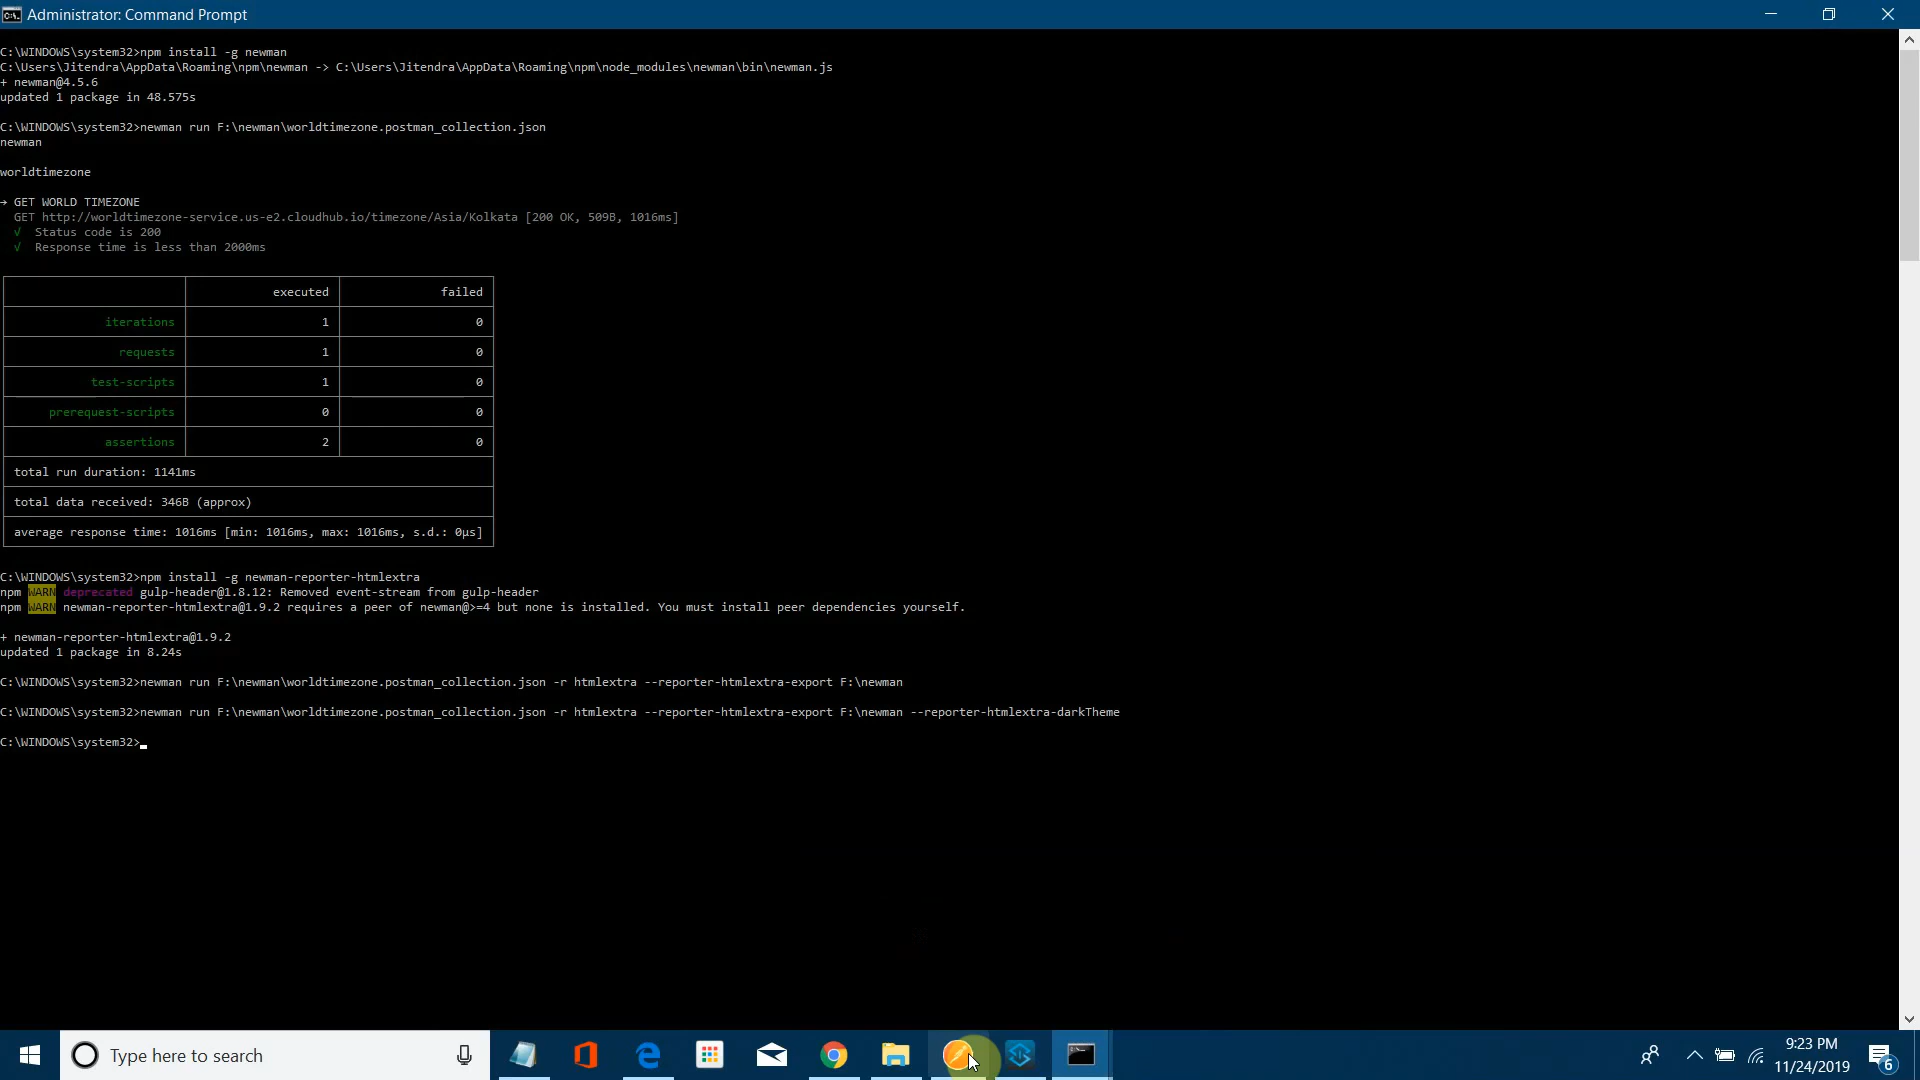 Administrator: Command Prompt
C:\WINDOWS\system32>npm install -g newman
C:\Users\Jitendra\AppData\Roaming\npm\newman -> C:\Users\Jitendra\AppData\Roaming\npm\node_modules\newman\bin\newman.js
+ newman@4.5.6
updated 1 package in 48.575s
C:\WINDOWS\system32>newman run F:\newman\worldtimezone.postman_collection.json
newman
worldtimezone
→ GET WORLD TIMEZONE
GET http://worldtimezone-service.us-e2.cloudhub.io/timezone/Asia/Kolkata [200 OK, 509B, 1016ms]
√ Status code is 200
√ Response time is less than 2000ms
executed failed
iterations 1 0
requests 1 0
test-scripts 1 0
prerequest-scripts 0 0
assertions 2 0
total run duration: 1141ms
total data received: 346B (approx)
average response time: 1016ms [min: 1016ms, max: 1016ms, s.d.: 0µs]
C:\WINDOWS\system32>npm install -g newman-reporter-htmlextra
npm WARN deprecated gulp-header@1.8.12: Removed event-stream from gulp-header
npm WARN newman-reporter-htmlextra@1.9.2 requires a peer of newman@>=4 but none is installed. You must install peer dependencies yourself.
+ newman-reporter-htmlextra@1.9.2
updated 1 package in 8.24s
C:\WINDOWS\system32>newman run F:\newman\worldtimezone.postman_collection.json -r htmlextra --reporter-htmlextra-export F:\newman
C:\WINDOWS\system32>newman run F:\newman\worldtimezone.postman_collection.json -r htmlextra --reporter-htmlextra-export F:\newman --reporter-htmlextra-darkTheme
C:\WINDOWS\system32>
Type here to search
9:23 PM
11/24/2019
6